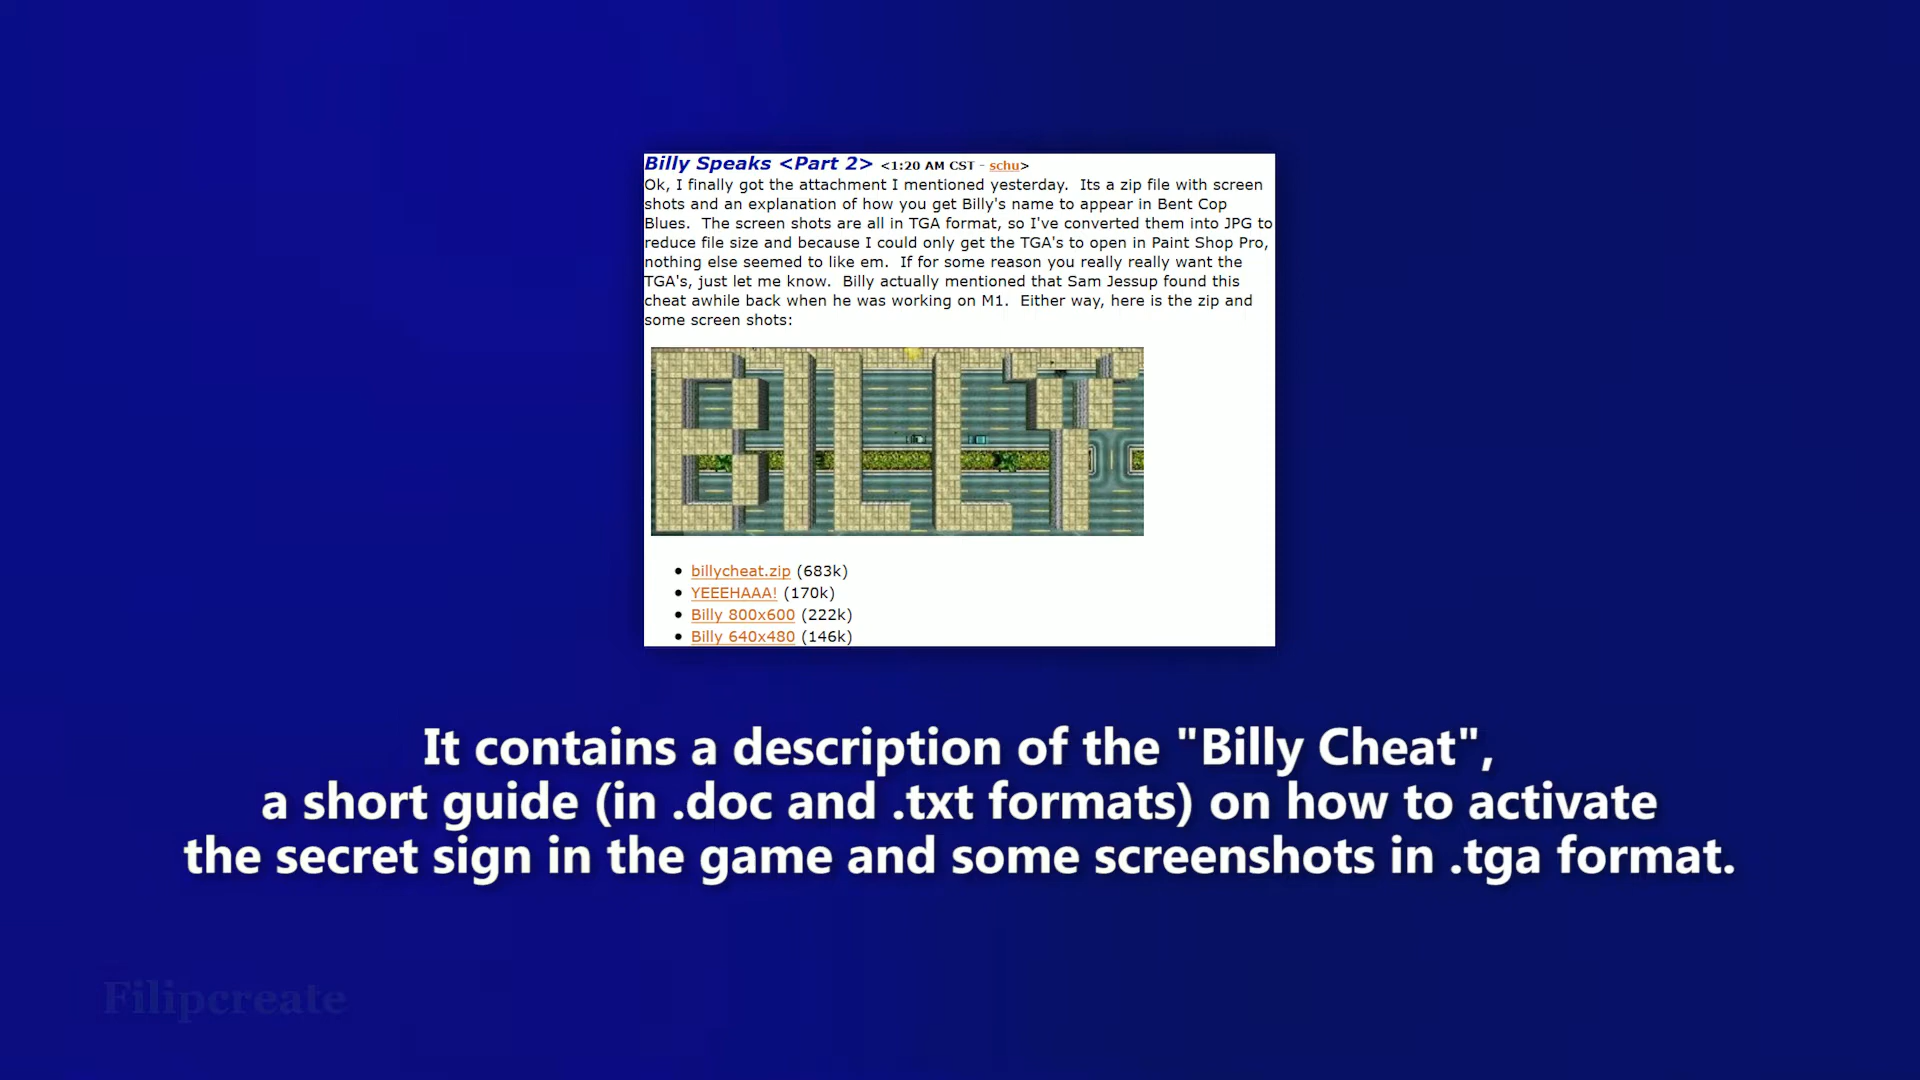 Billy Speaks <Part 2> <1:20 AM CST - schu>
Ok, I finally got the attachment I mentioned yesterday.  Its a zip file with screen
shots and an explanation of how you get Billy's name to appear in Bent Cop
Blues.  The screen shots are all in TGA format, so I've converted them into JPG to
reduce file size and because I could only get the TGA's to open in Paint Shop Pro,
nothing else seemed to like em.  If for some reason you really really want the
TGA's, just let me know.  Billy actually mentioned that Sam Jessup found this
cheat awhile back when he was working on M1.  Either way, here is the zip and
some screen shots:
BILLY
• billycheat.zip (683k)
• YEEEHAAA! (170k)
• Billy 800x600 (222k)
• Billy 640x480 (146k)
It contains a description of the "Billy Cheat",
a short guide (in .doc and .txt formats) on how to activate
the secret sign in the game and some screenshots in .tga format.
Filipcreate